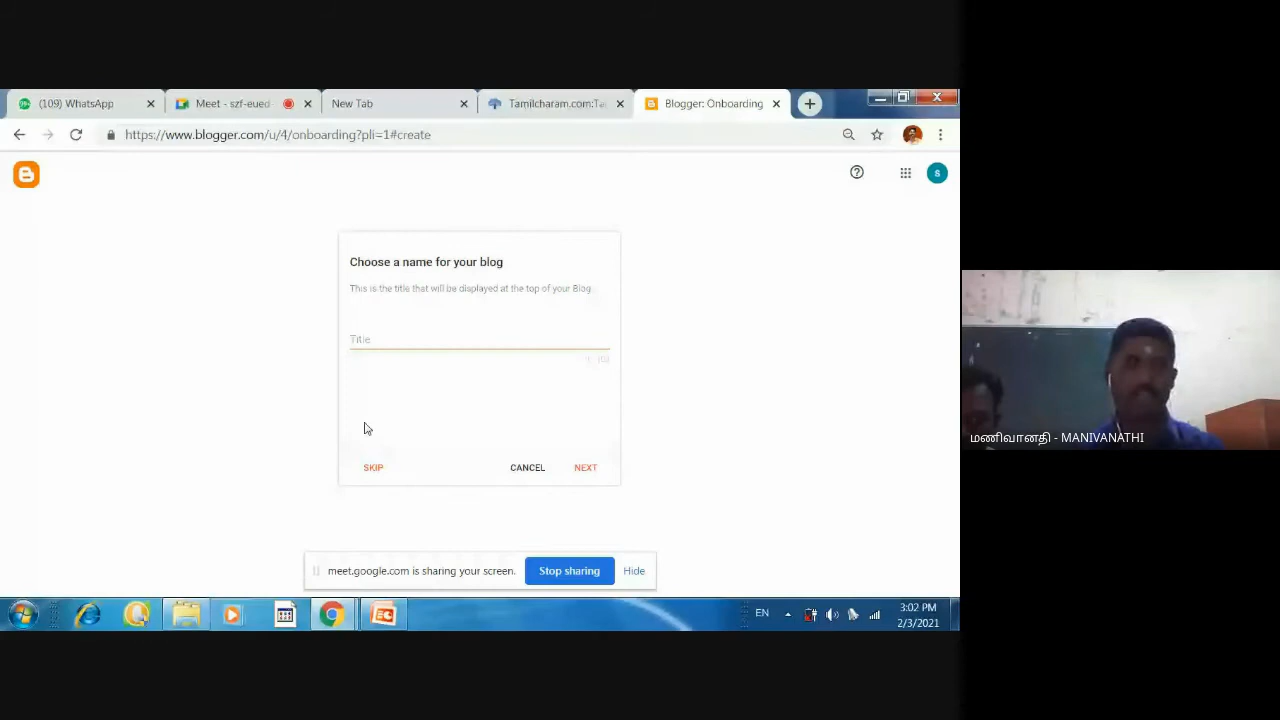 (109) WhatsApp
Meet - szf-eued
New Tab
Tamilcharam.com:Ta
Blogger: Onboarding
https://www.blogger.com/u/4/onboarding?pli=1#create
S
Choose a name for your blog
This is the title that will be displayed at the top of your Blog.
Title
SKIP
CANCEL
NEXT
மணிவானதி - MANIVANATHI
meet.google.com is sharing your screen.
Stop sharing
Hide
EN
3:02 PM
2/3/2021